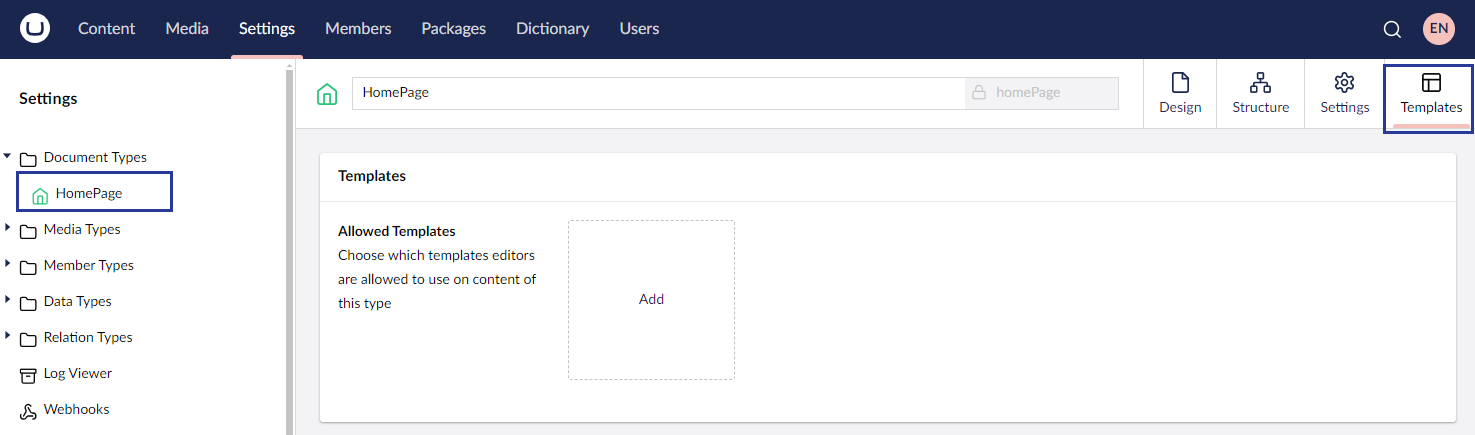 Content Media Settings Members Packages Dictionary Users EN
Settings
HomePage homePage
Design Structure Settings Templates
Document Types
HomePage
Media Types
Member Types
Data Types
Relation Types
Log Viewer
Webhooks
Templates
Allowed Templates
Choose which templates editors
are allowed to use on content of
this type
Add